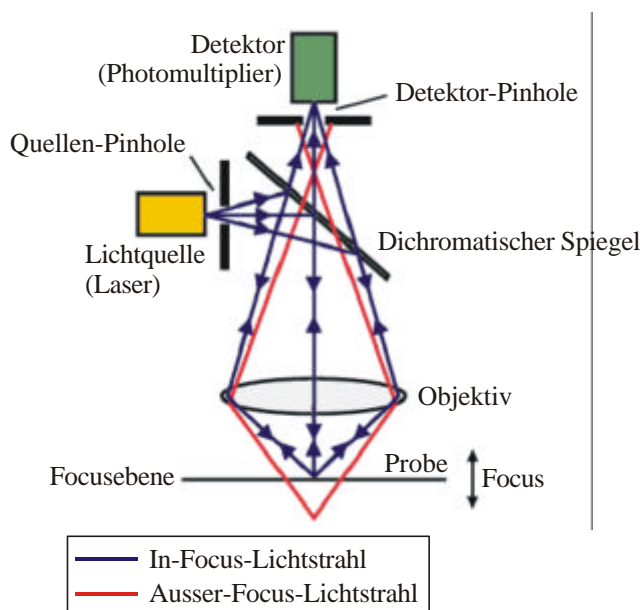 Detektor
(Photomultiplier)
Detektor-Pinhole
Quellen-Pinhole
Dichromatischer Spiegel
Lichtquelle
(Laser)
Objektiv
Probe
Focusebene
Focus
In-Focus-Lichtstrahl
Ausser-Focus-Lichtstrahl